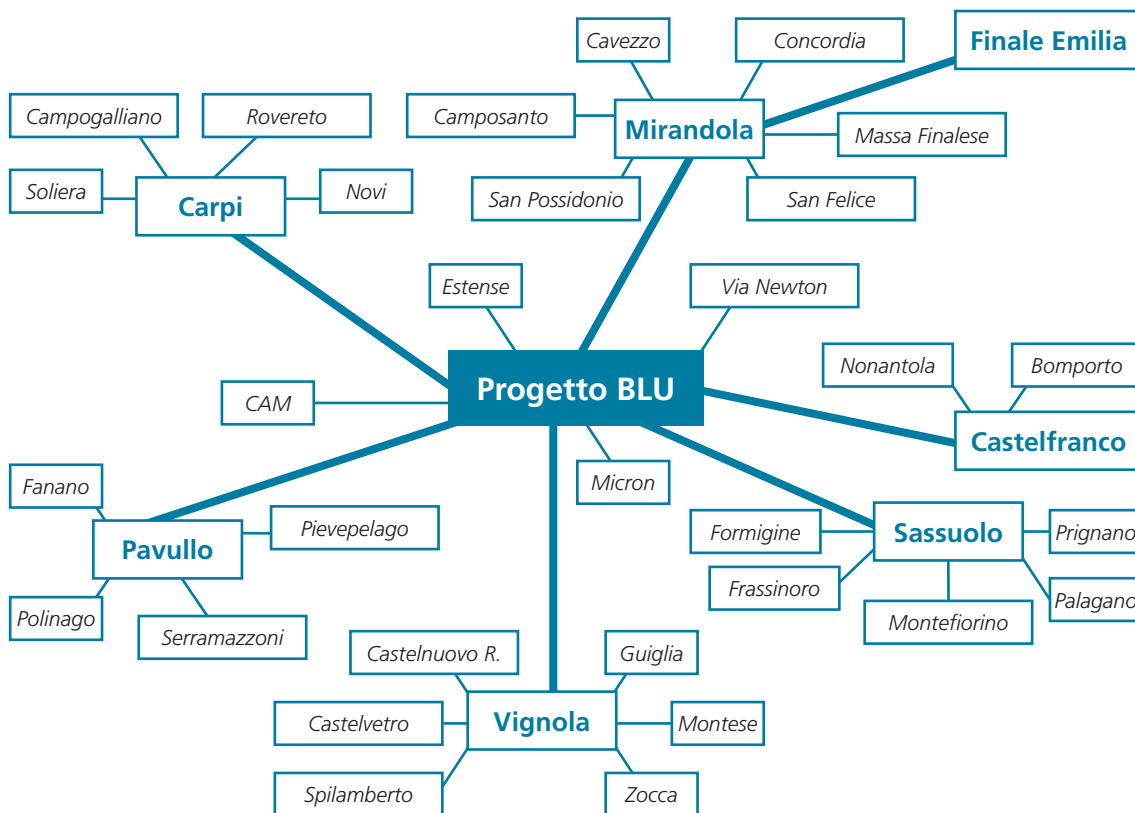 Finale Emilia
Cavezzo
Concordia
Campogalliano
Rovereto
Camposanto
Mirandola
Massa Finalese
Soliera
Carpi
Novi
San Possidonio
San Felice
Estense
Via Newton
Nonantola
Bomporto
Progetto BLU
CAM
Castelfranco
Fanano
Micron
Pievepelago
Formigine
Sassuolo
Prignano
Pavullo
Frassinoro
Palagano
Polinago
Serramazzoni
Montefiorino
Castelnuovo R.
Guiglia
Castelvetro
Vignola
Montese
Spilamberto
Zocca